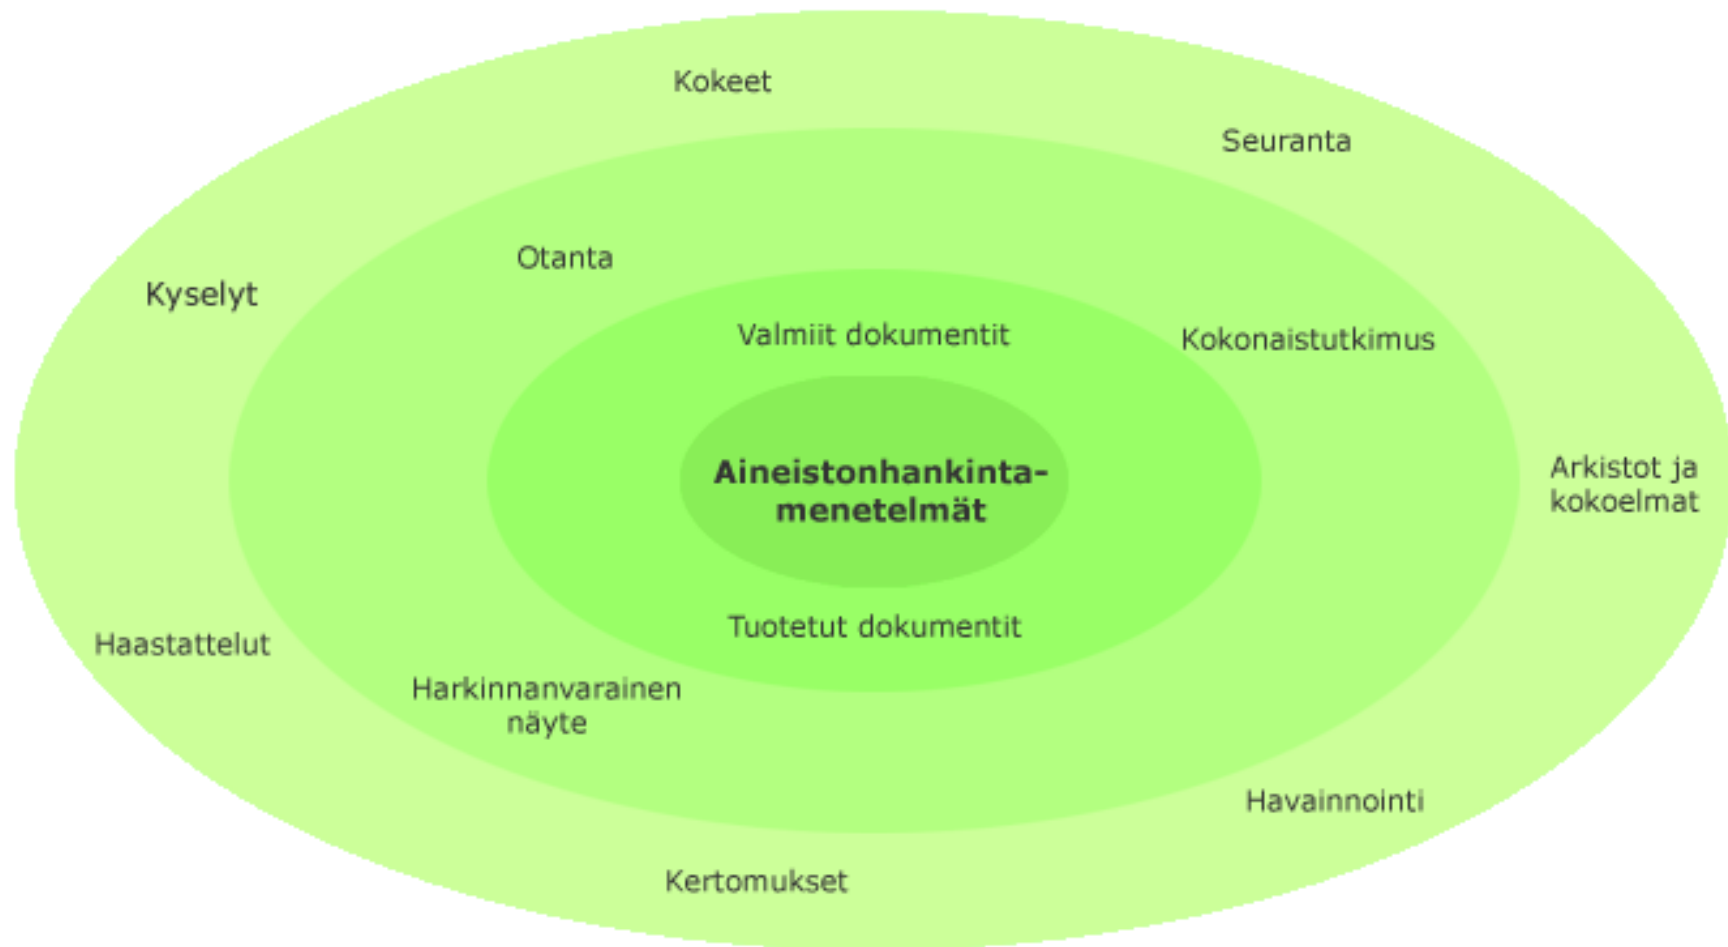 Kokeet
Seuranta
Otanta
Kyselyt
Valmiit dokumentit
Kokonaistutkimus
Aineistonhankinta-
menetelmät
Arkistot ja
kokoelmat
Tuotetut dokumentit
Haastattelut
Harkinnanvarainen
näyte
Havainnointi
Kertomukset